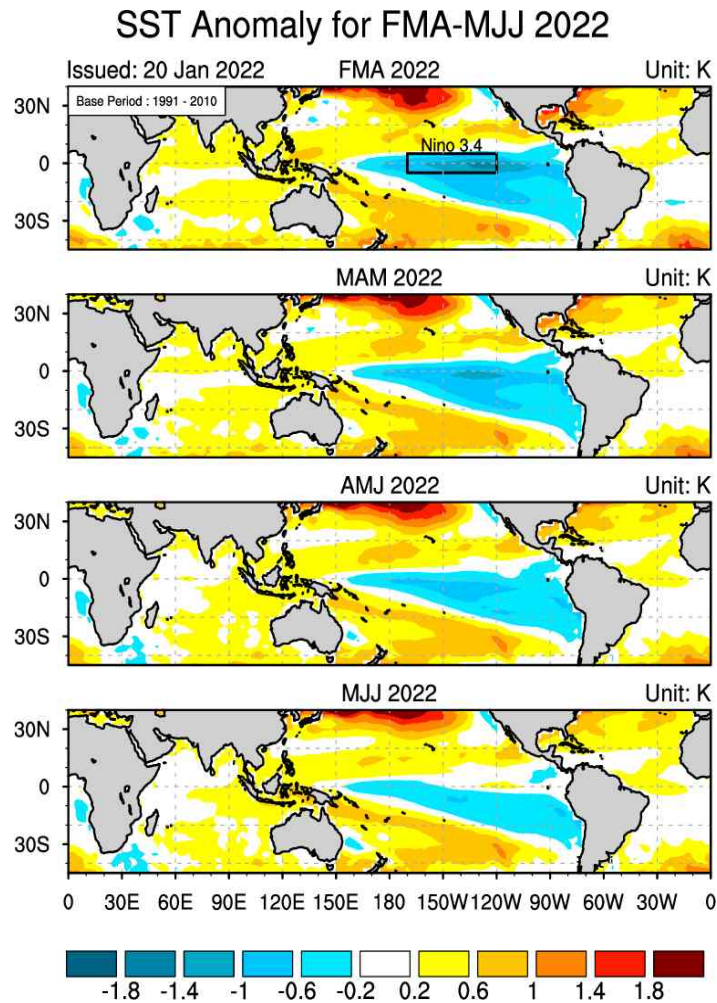 SST Anomaly for FMA-MJJ 2022
Issued: 20 Jan 2022 FMA 2022 Unit: K
30N
Base Period : 1991 - 2010
Nino 3.4
0
30S
MAM 2022 Unit: K
30N
0
30S
AMJ 2022 Unit: K
30N
0
30S
MJJ 2022 Unit: K
30N
0
30S
0 30E 60E 90E 120E 150E 180 150W 120W 90W 60W 30W 0
-1.8 -1.4 -1 -0.6 -0.2 0.2 0.6 1 1.4 1.8